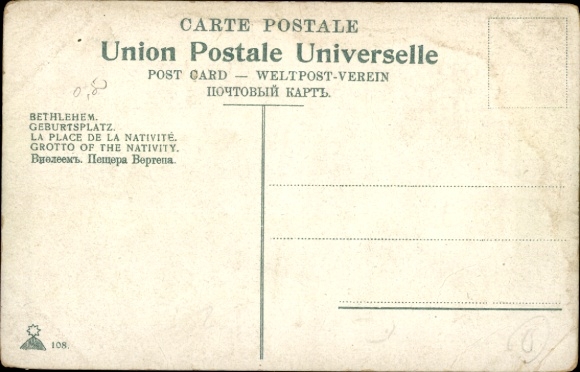 CARTE POSTALE
Union Postale Universelle
POST CARD — WELTPOST-VEREIN
ПОЧТОВЫЙ КАРТЪ.
BETHLEHEM.
GEBURTSPLATZ.
LA PLACE DE LA NATIVITÉ.
GROTTO OF THE NATIVITY.
Виѳлеемъ. Пещера Вертепа.
108.